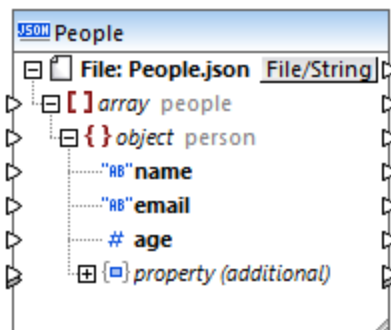 JSON People
File: People.json File/String
[ ] array people
{ } object person
"AB" name
"AB" email
# age
property (additional)